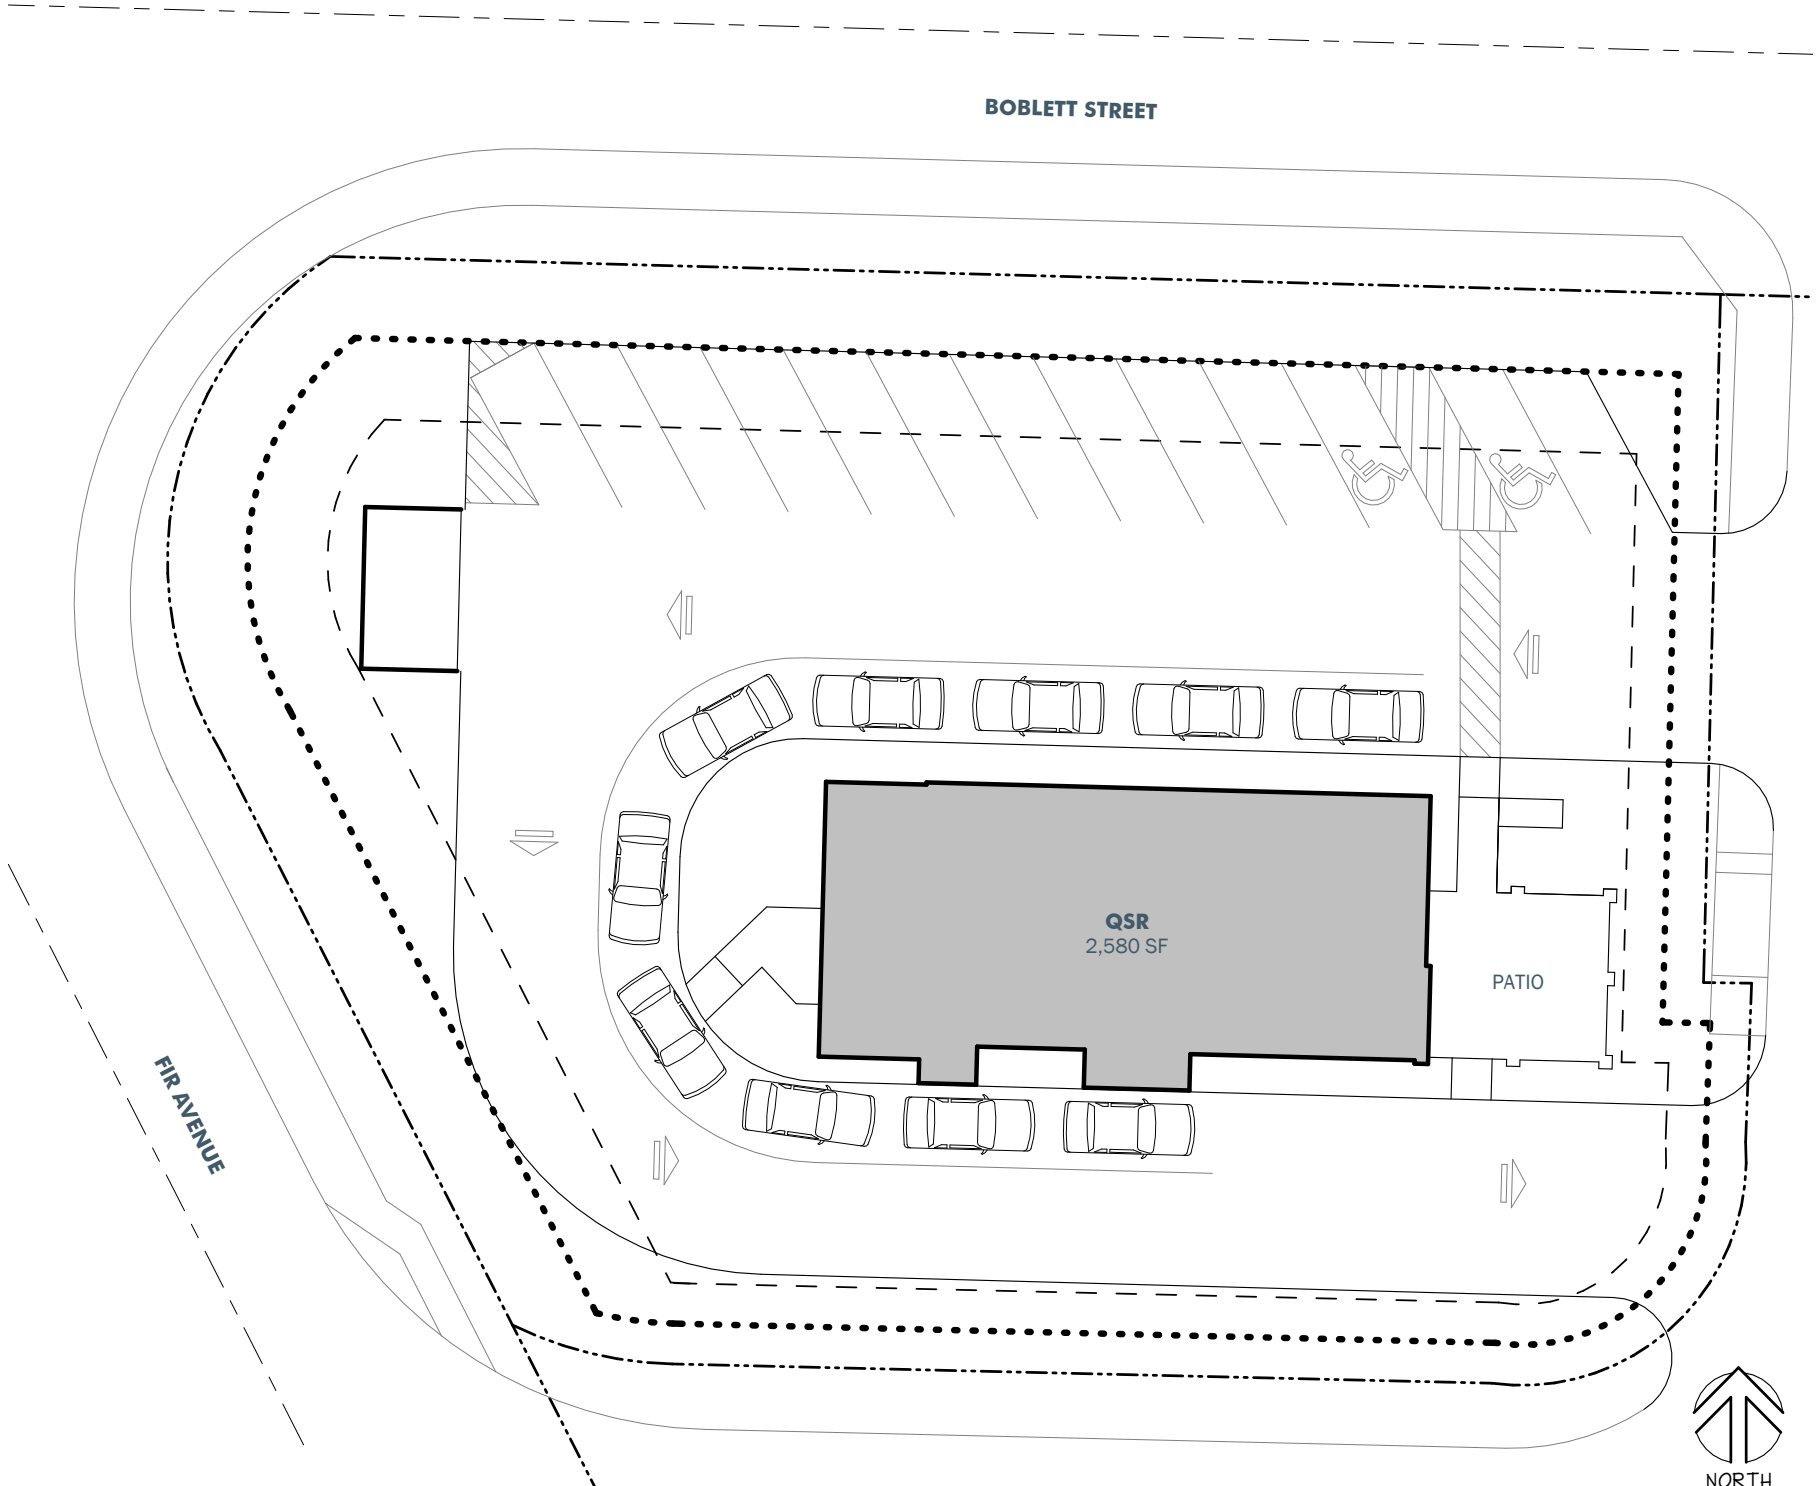 BOBLETT STREET
QSR
2,580 SF
PATIO
FIR AVENUE
NORTH